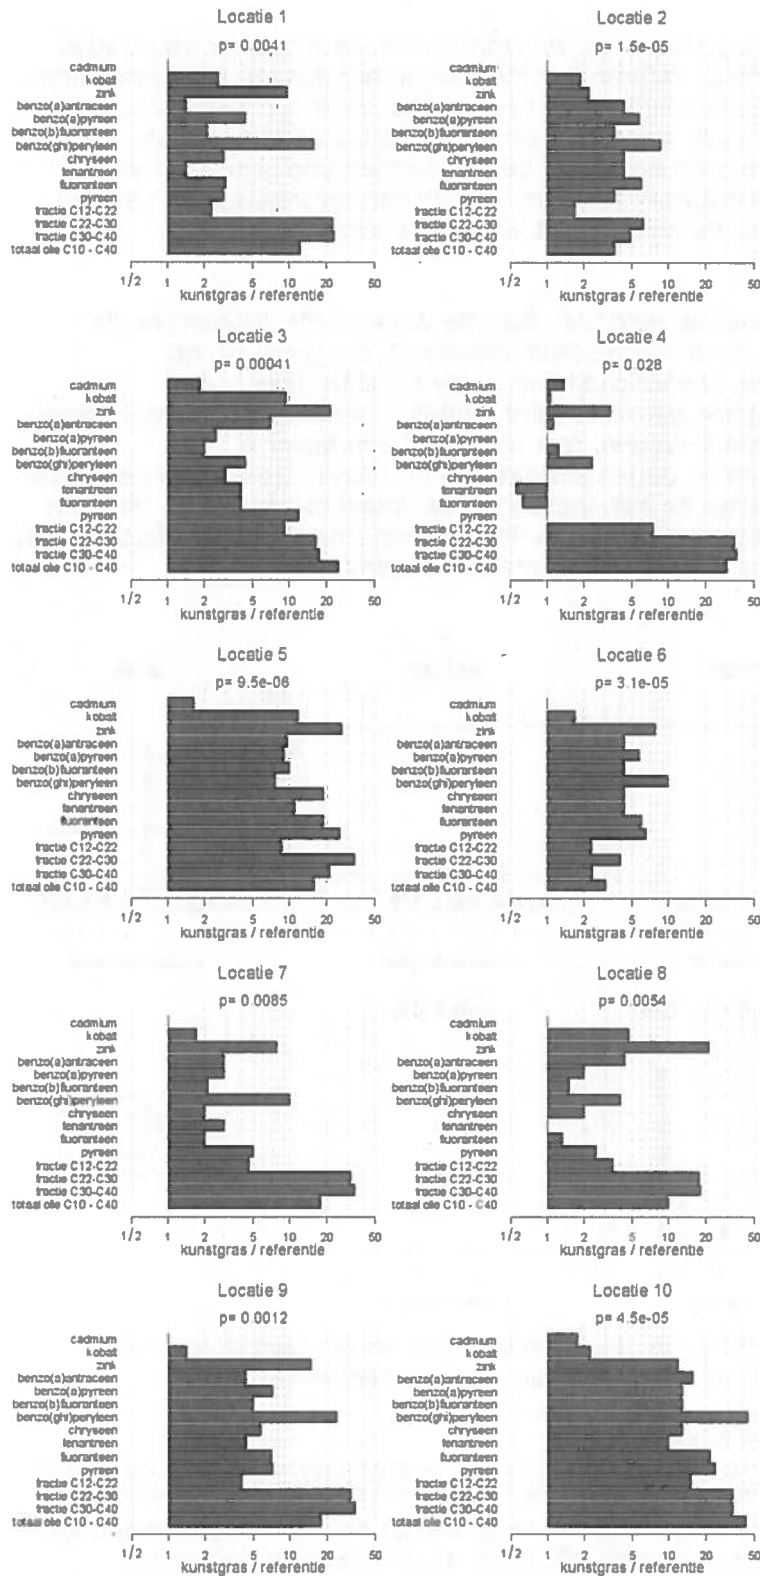 Locatie 1
p= 0.0041
cadmium
kobalt
zink
benzo(a)antraceen
benzo(a)pyreen
benzo(b)fluoranteen
benzo(ghi)peryleen
chryseen
fenantreen
fluoranteen
pyreen
fractie C12-C22
fractie C22-C30
fractie C30-C40
totaal olie C10 - C40
1/2 1 2 5 10 20 50
kunstgras / referentie
Locatie 2
p= 1.5e-05
cadmium
kobalt
zink
benzo(a)antraceen
benzo(a)pyreen
benzo(b)fluoranteen
benzo(ghi)peryleen
chryseen
fenantreen
fluoranteen
pyreen
fractie C12-C22
fractie C22-C30
fractie C30-C40
totaal olie C10 - C40
1/2 1 2 5 10 20 50
kunstgras / referentie
Locatie 3
p= 0.00041
cadmium
kobalt
zink
benzo(a)antraceen
benzo(a)pyreen
benzo(b)fluoranteen
benzo(ghi)peryleen
chryseen
fenantreen
fluoranteen
pyreen
fractie C12-C22
fractie C22-C30
fractie C30-C40
totaal olie C10 - C40
1/2 1 2 5 10 20 50
kunstgras / referentie
Locatie 4
p= 0.028
cadmium
kobalt
zink
benzo(a)antraceen
benzo(a)pyreen
benzo(b)fluoranteen
benzo(ghi)peryleen
chryseen
fenantreen
fluoranteen
pyreen
fractie C12-C22
fractie C22-C30
fractie C30-C40
totaal olie C10 - C40
1/2 1 2 5 10 20 50
kunstgras / referentie
Locatie 5
p= 9.5e-06
cadmium
kobalt
zink
benzo(a)antraceen
benzo(a)pyreen
benzo(b)fluoranteen
benzo(ghi)peryleen
chryseen
fenantreen
fluoranteen
pyreen
fractie C12-C22
fractie C22-C30
fractie C30-C40
totaal olie C10 - C40
1/2 1 2 5 10 20 50
kunstgras / referentie
Locatie 6
p= 3.1e-05
cadmium
kobalt
zink
benzo(a)antraceen
benzo(a)pyreen
benzo(b)fluoranteen
benzo(ghi)peryleen
chryseen
fenantreen
fluoranteen
pyreen
fractie C12-C22
fractie C22-C30
fractie C30-C40
totaal olie C10 - C40
1/2 1 2 5 10 20 50
kunstgras / referentie
Locatie 7
p= 0.0085
cadmium
kobalt
zink
benzo(a)antraceen
benzo(a)pyreen
benzo(b)fluoranteen
benzo(ghi)peryleen
chryseen
fenantreen
fluoranteen
pyreen
fractie C12-C22
fractie C22-C30
fractie C30-C40
totaal olie C10 - C40
1/2 1 2 5 10 20 50
kunstgras / referentie
Locatie 8
p= 0.0054
cadmium
kobalt
zink
benzo(a)antraceen
benzo(a)pyreen
benzo(b)fluoranteen
benzo(ghi)peryleen
chryseen
fenantreen
fluoranteen
pyreen
fractie C12-C22
fractie C22-C30
fractie C30-C40
totaal olie C10 - C40
1/2 1 2 5 10 20 50
kunstgras / referentie
Locatie 9
p= 0.0012
cadmium
kobalt
zink
benzo(a)antraceen
benzo(a)pyreen
benzo(b)fluoranteen
benzo(ghi)peryleen
chryseen
fenantreen
fluoranteen
pyreen
fractie C12-C22
fractie C22-C30
fractie C30-C40
totaal olie C10 - C40
1/2 1 2 5 10 20 50
kunstgras / referentie
Locatie 10
p= 4.5e-05
cadmium
kobalt
zink
benzo(a)antraceen
benzo(a)pyreen
benzo(b)fluoranteen
benzo(ghi)peryleen
chryseen
fenantreen
fluoranteen
pyreen
fractie C12-C22
fractie C22-C30
fractie C30-C40
totaal olie C10 - C40
1/2 1 2 5 10 20 50
kunstgras / referentie